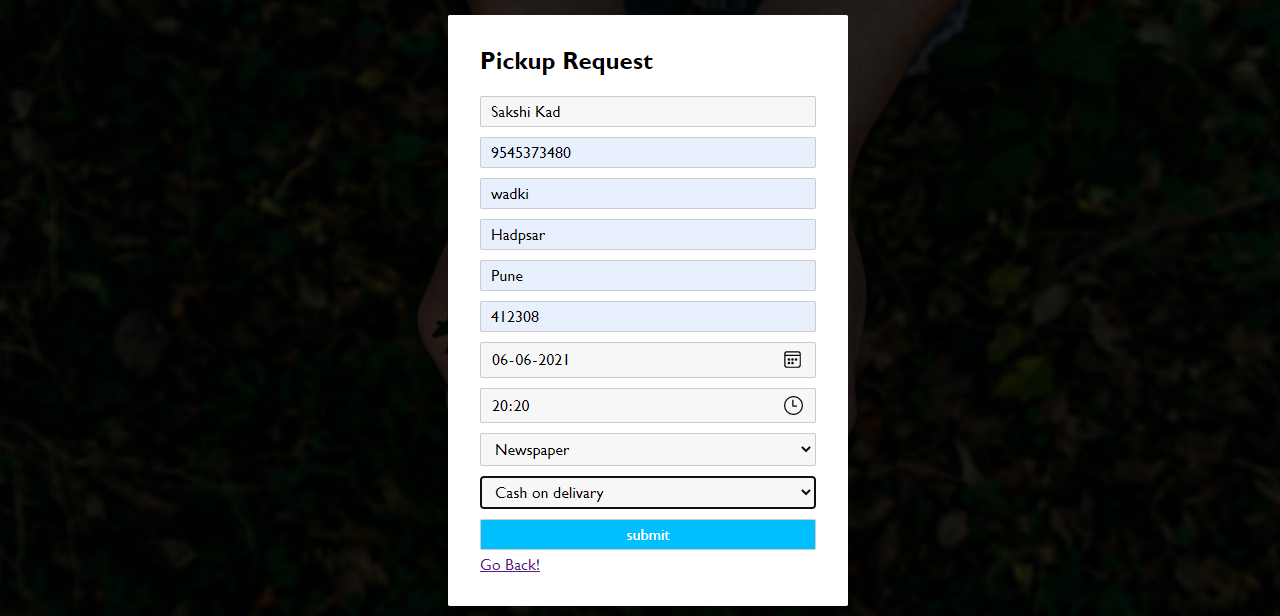 Pickup Request
Sakshi Kad
9545373480
wadki
Hadpsar
Pune
412308
06-06-2021
20:20
Newspaper
Cash on delivary
submit
Go Back!